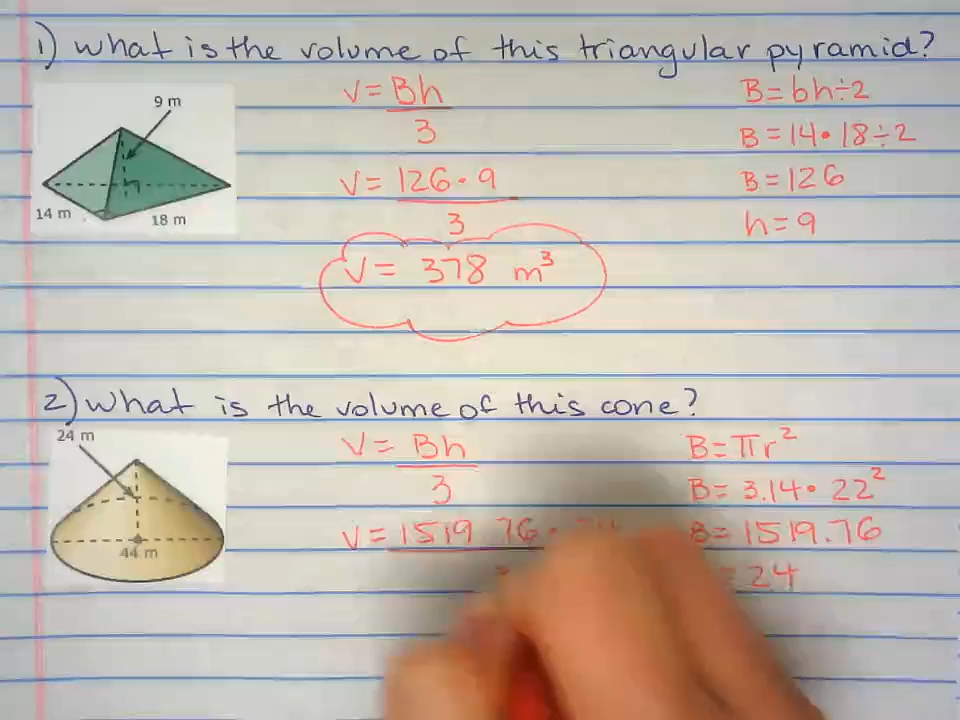 1) what is the volume of this triangular pyramid?
9 m
14 m
18 m
V = Bh
3
V = 126 • 9
3
V = 378 m³
B = bh ÷ 2
B = 14 • 18 ÷ 2
B = 126
h = 9
2) What is the volume of this cone?
24 m
44 m
V = Bh
3
V = 1519.76 •
B = πr²
B = 3.14 • 22²
B = 1519.76
= 24